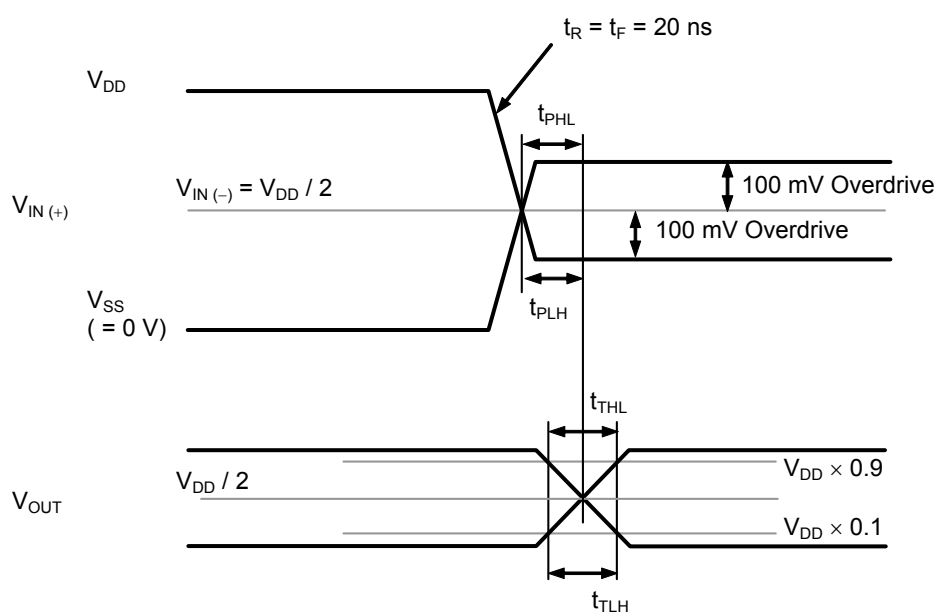 t_R = t_F = 20 ns
V_DD
t_PHL
V_IN (−) = V_DD / 2
100 mV Overdrive
V_IN (+)
100 mV Overdrive
V_SS
( = 0 V)
t_PLH
t_THL
V_DD / 2
V_DD × 0.9
V_OUT
V_DD × 0.1
t_TLH